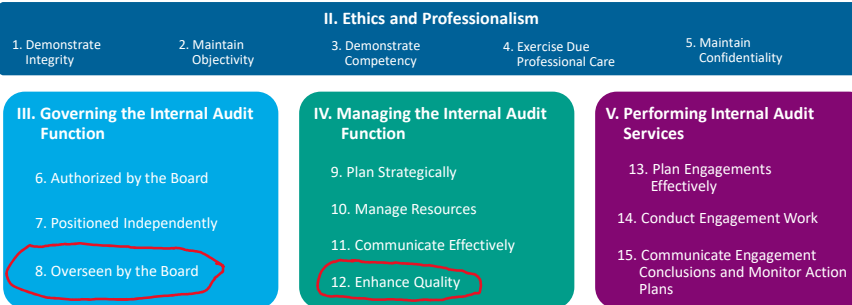 II. Ethics and Professionalism
1. Demonstrate
Integrity
2. Maintain
Objectivity
3. Demonstrate
Competency
4. Exercise Due
Professional Care
5. Maintain
Confidentiality
III. Governing the Internal Audit
Function
6. Authorized by the Board
7. Positioned Independently
8. Overseen by the Board
IV. Managing the Internal Audit
Function
9. Plan Strategically
10. Manage Resources
11. Communicate Effectively
12. Enhance Quality
V. Performing Internal Audit
Services
13. Plan Engagements
Effectively
14. Conduct Engagement Work
15. Communicate Engagement
Conclusions and Monitor Action
Plans